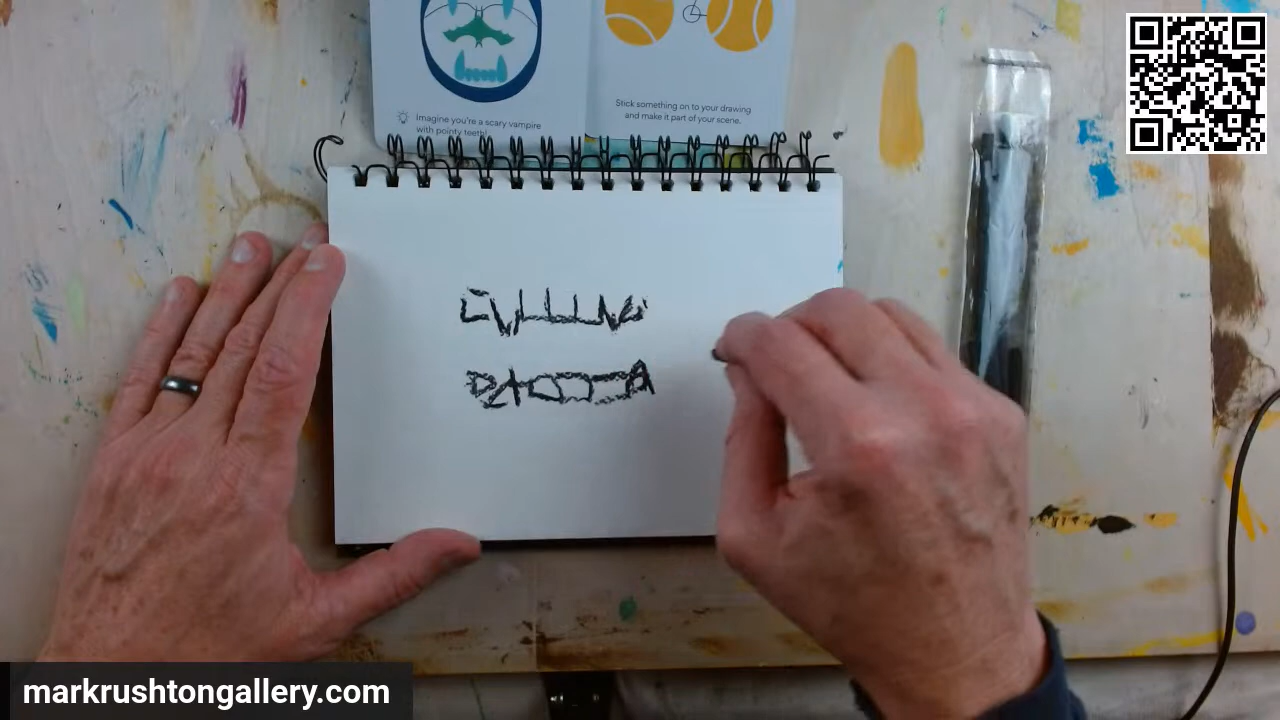 Imagine you're a scary vampire
with pointy teeth!
Stick something on to your drawing
and make it part of your scene.
markrushtongallery.com